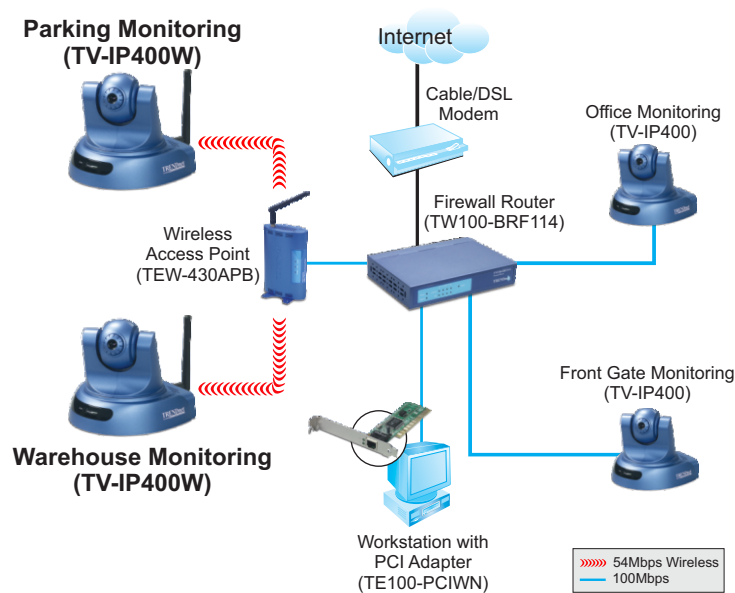 Parking Monitoring
(TV-IP400W)
Internet
Cable/DSL
Modem
Office Monitoring
(TV-IP400)
Firewall Router
(TW100-BRF114)
Wireless
Access Point
(TEW-430APB)
Front Gate Monitoring
(TV-IP400)
Warehouse Monitoring
(TV-IP400W)
Workstation with
PCI Adapter
(TE100-PCIWN)
54Mbps Wireless
100Mbps
TRENDnet
TRENDnet